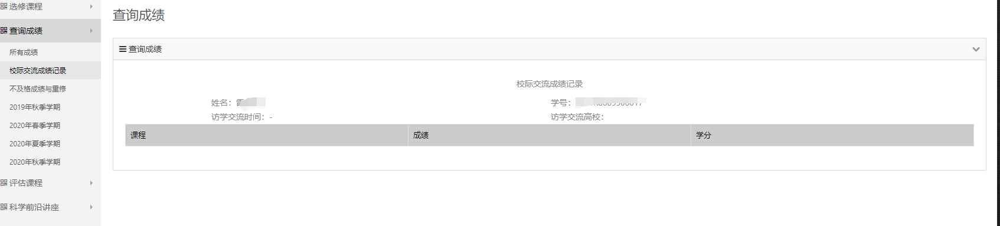 选修课程
查询成绩
所有成绩
校际交流成绩记录
不及格成绩与重修
2019年秋季学期
2020年春季学期
2020年夏季学期
2020年秋季学期
评估课程
科学前沿讲座
查询成绩
查询成绩
校际交流成绩记录
姓名： 学号：
访学交流时间：- 访学交流高校：
课程 成绩 学分